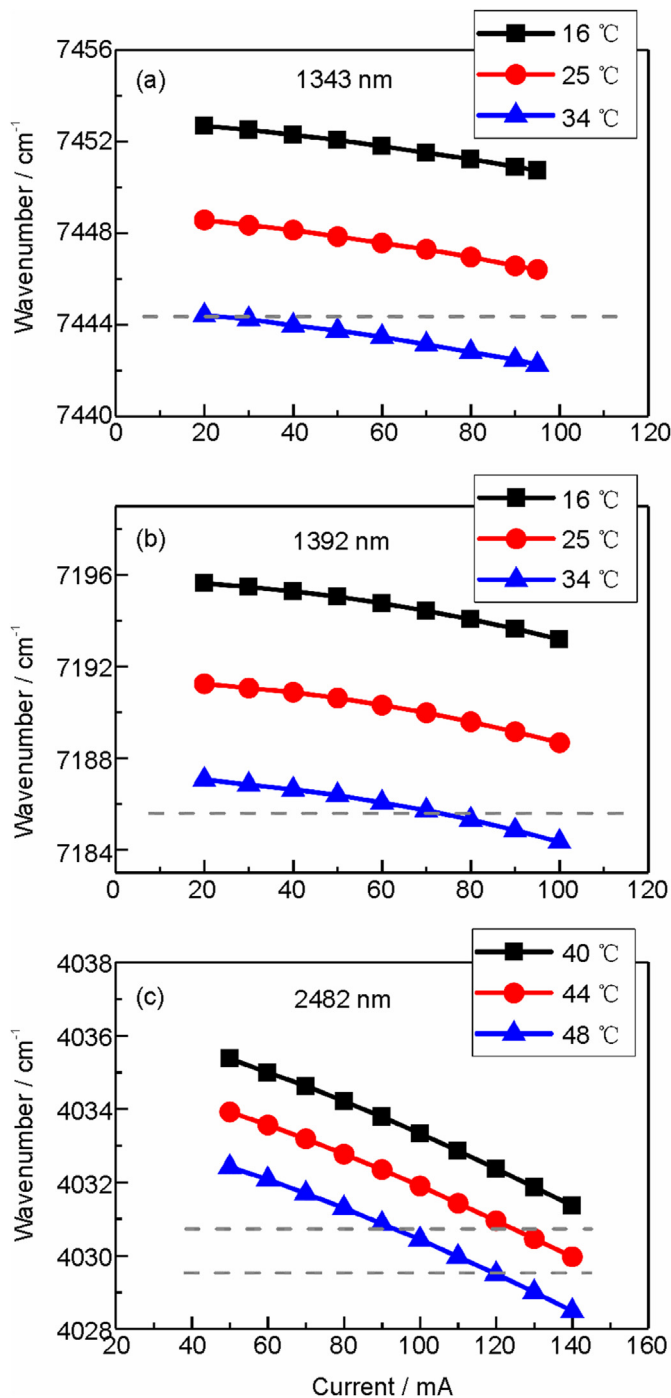 16 ℃
25 ℃
34 ℃
(a)
1343 nm
7456
7452
7448
7444
7440
Wavenumber / cm⁻¹
0 20 40 60 80 100 120
16 ℃
25 ℃
34 ℃
(b)
1392 nm
7196
7192
7188
7184
Wavenumber / cm⁻¹
0 20 40 60 80 100 120
40 ℃
44 ℃
48 ℃
(c)
2482 nm
4038
4036
4034
4032
4030
4028
Wavenumber / cm⁻¹
20 40 60 80 100 120 140 160
Current / mA